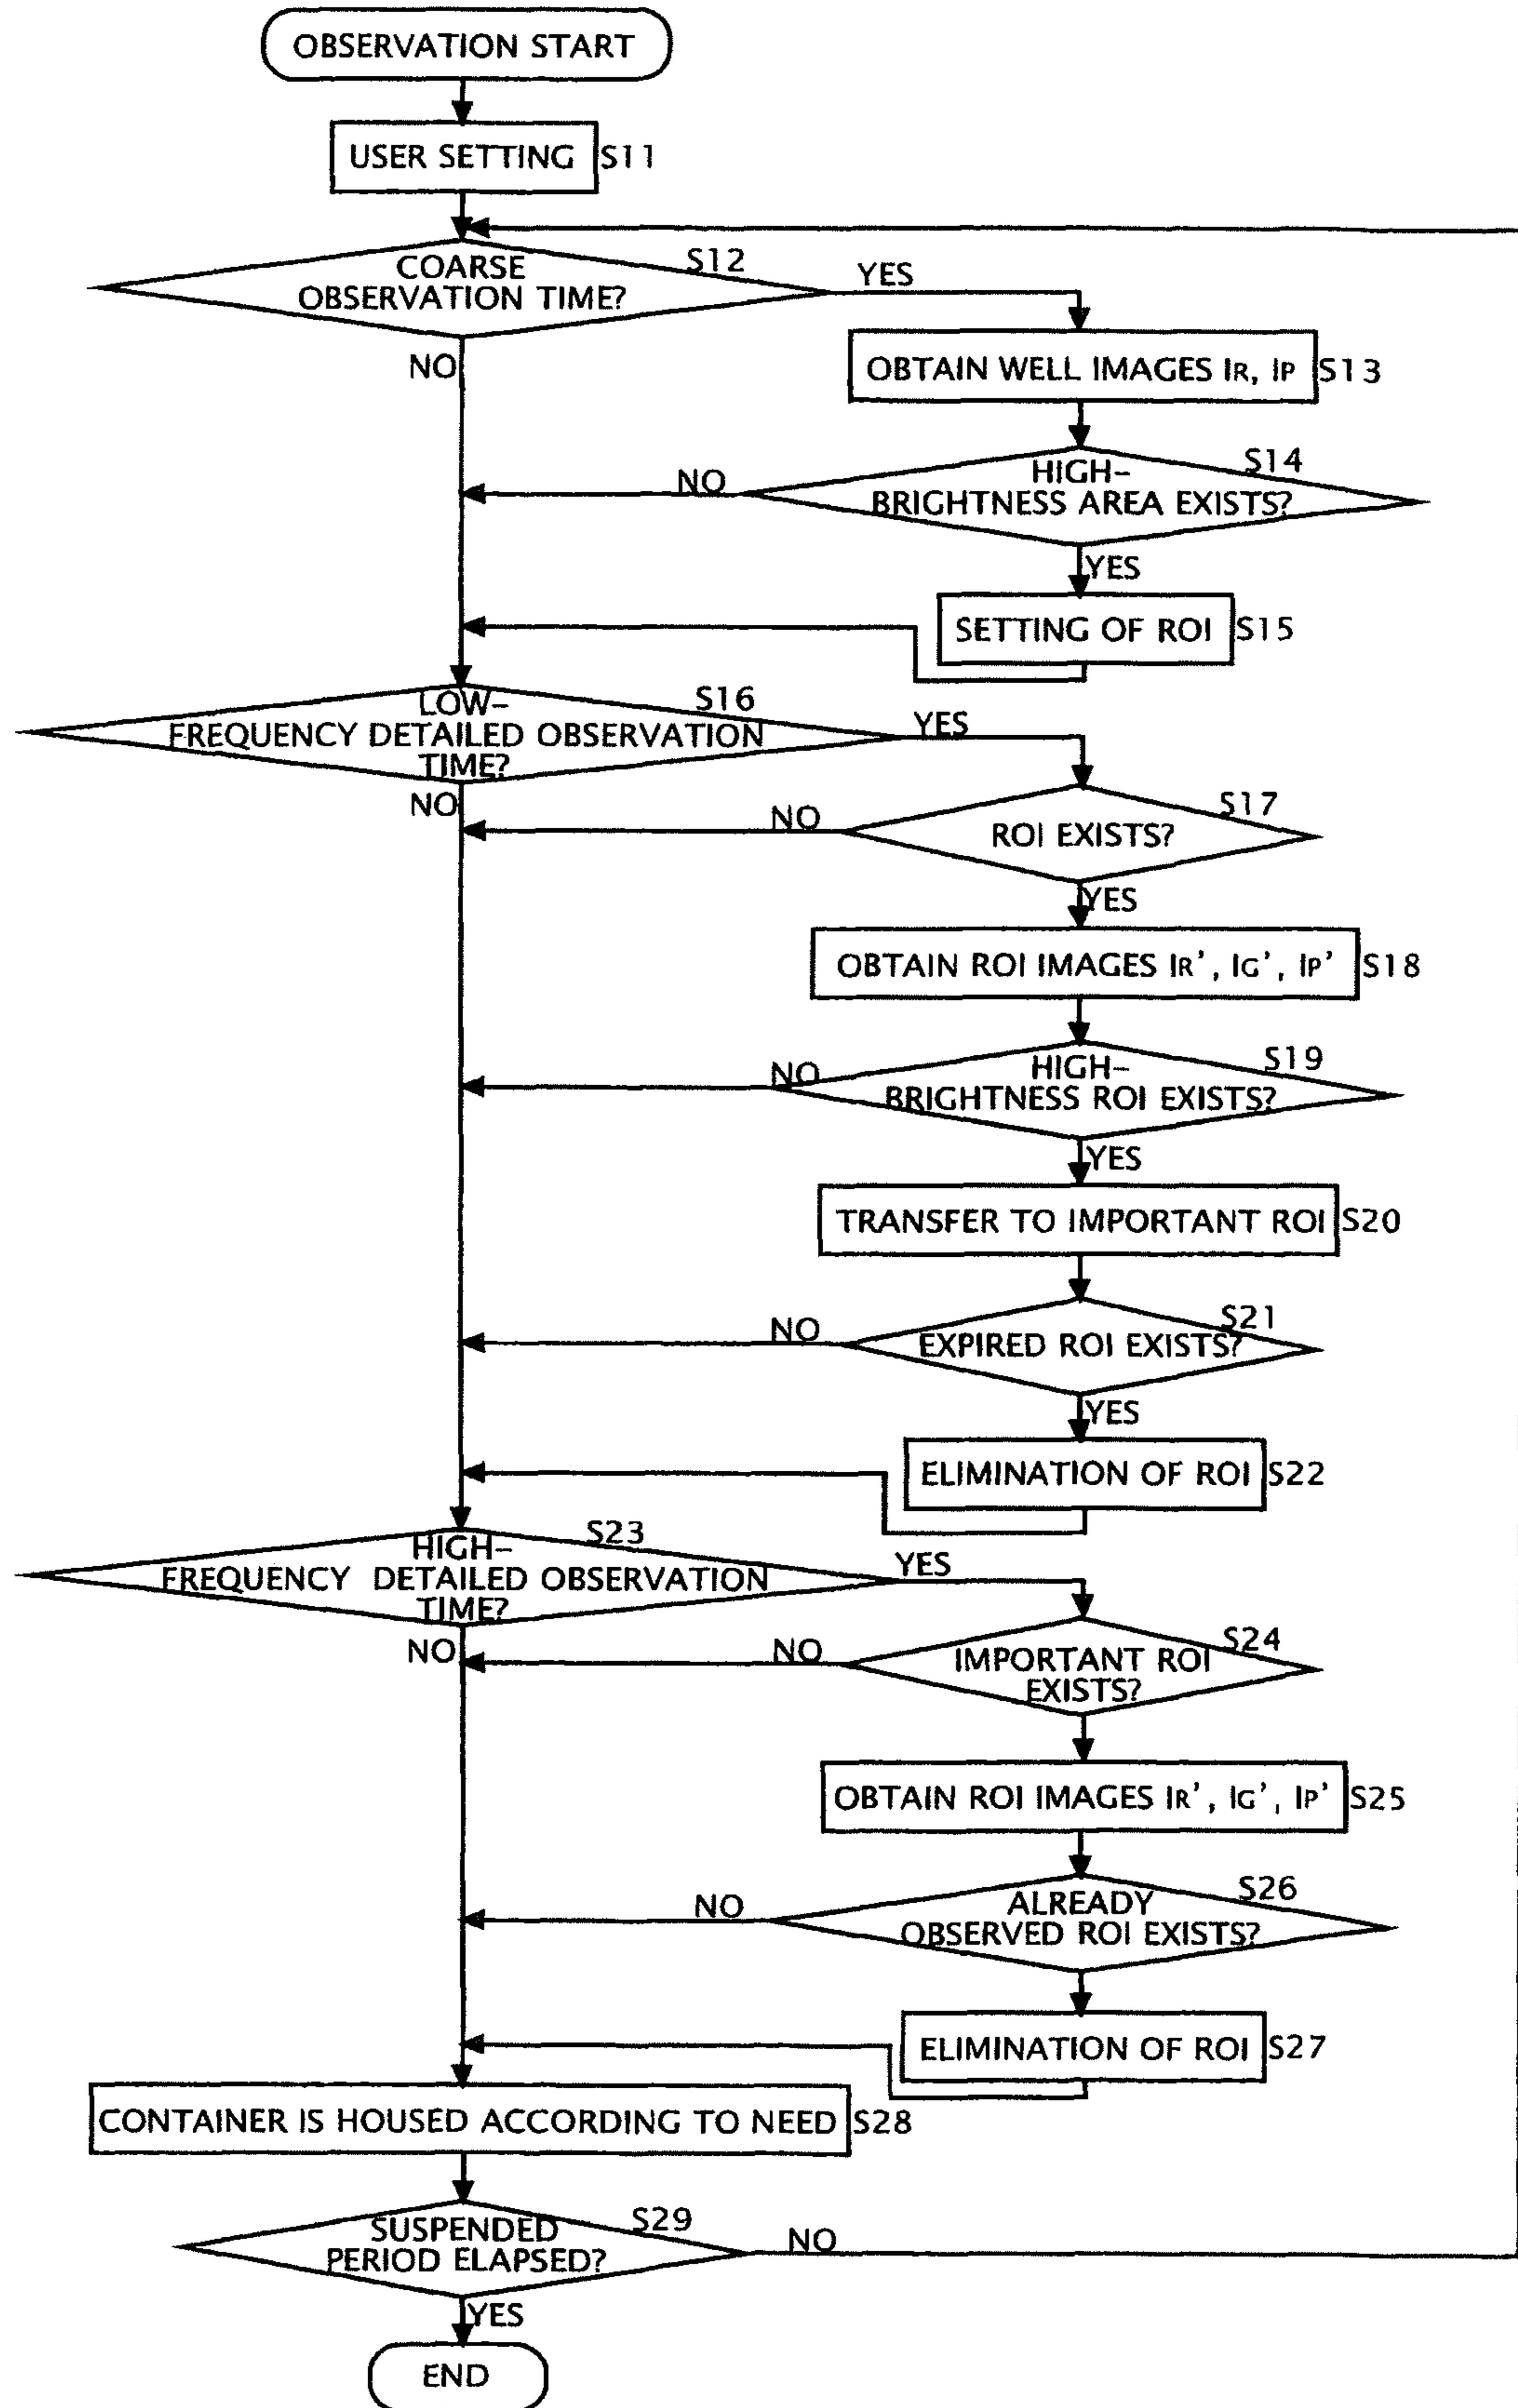 OBSERVATION START
USER SETTING S11
S12
COARSE
OBSERVATION TIME?
YES
NO
OBTAIN WELL IMAGES IR, IP S13
S14
HIGH-
BRIGHTNESS AREA EXISTS?
NO
YES
SETTING OF ROI S15
S16
LOW-
FREQUENCY DETAILED OBSERVATION
TIME?
YES
NO
S17
ROI EXISTS?
NO
YES
OBTAIN ROI IMAGES IR', IG', IP' S18
S19
HIGH-
BRIGHTNESS ROI EXISTS?
NO
YES
TRANSFER TO IMPORTANT ROI S20
S21
EXPIRED ROI EXISTS?
NO
YES
ELIMINATION OF ROI S22
S23
HIGH-
FREQUENCY DETAILED OBSERVATION
TIME?
YES
NO
S24
IMPORTANT ROI
EXISTS?
NO
OBTAIN ROI IMAGES IR', IG', IP' S25
S26
ALREADY
OBSERVED ROI EXISTS?
NO
ELIMINATION OF ROI S27
CONTAINER IS HOUSED ACCORDING TO NEED S28
S29
SUSPENDED
PERIOD ELAPSED?
NO
YES
END